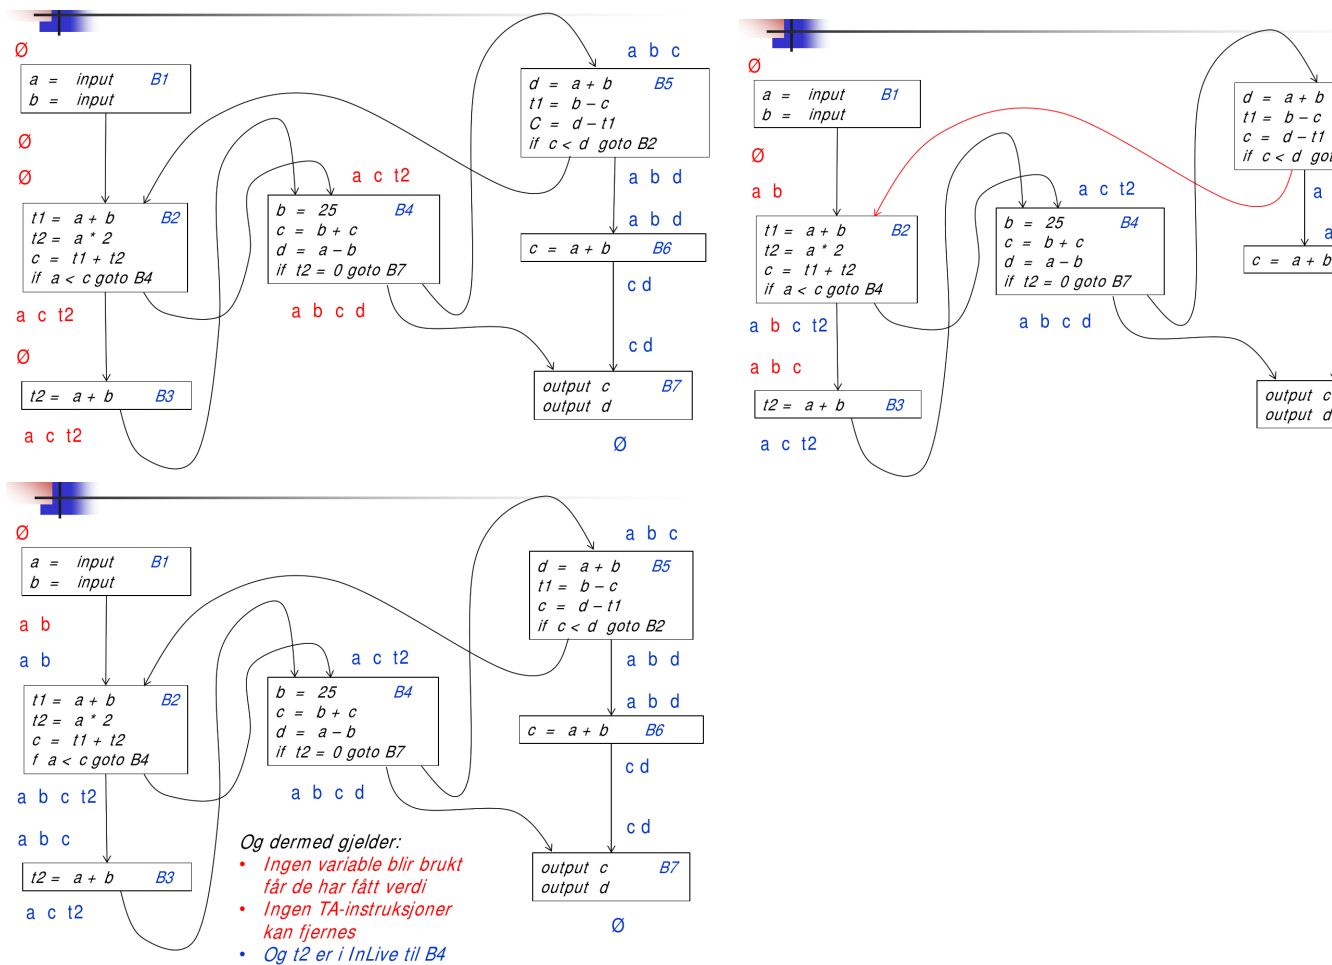 Ø
a = input B1
b = input
Ø
Ø
t1 = a + b B2
t2 = a * 2
c = t1 + t2
if a < c goto B4
a c t2
Ø
t2 = a + b B3
a c t2
a c t2
b = 25 B4
c = b + c
d = a – b
if t2 = 0 goto B7
a b c d
a b c
d = a + b B5
t1 = b – c
C = d – t1
if c < d goto B2
a b d
a b d
c = a + b B6
c d
c d
output c B7
output d
Ø
Ø
a = input B1
b = input
Ø
a b
t1 = a + b B2
t2 = a * 2
c = t1 + t2
if a < c goto B4
a b c t2
a b c
t2 = a + b B3
a c t2
a c t2
b = 25 B4
c = b + c
d = a – b
if t2 = 0 goto B7
a b c d
d = a + b
t1 = b – c
c = d – t1
if c < d
a
a
c = a + b
output c
output d
Ø
a = input B1
b = input
a b
a b
t1 = a + b B2
t2 = a * 2
c = t1 + t2
f a < c goto B4
a b c t2
a b c
t2 = a + b B3
a c t2
a c t2
b = 25 B4
c = b + c
d = a – b
if t2 = 0 goto B7
a b c d
a b c
d = a + b B5
t1 = b – c
c = d – t1
if c < d goto B2
a b d
a b d
c = a + b B6
c d
c d
output c B7
output d
Ø
Og dermed gjelder:
• Ingen variable blir brukt
får de har fått verdi
• Ingen TA-instruksjoner
kan fjernes
• Og t2 er i InLive til B4